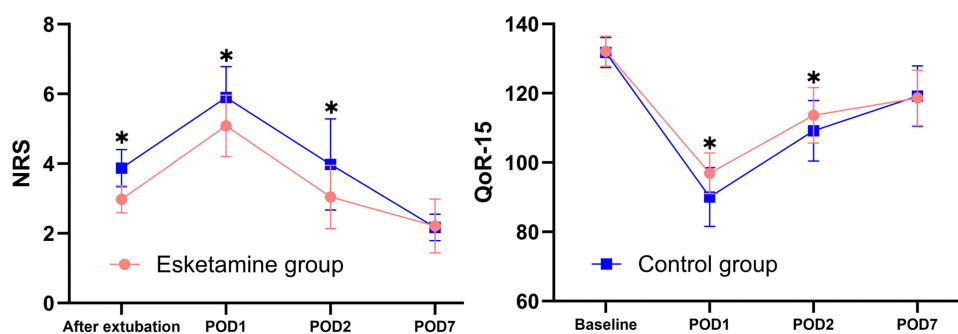 NRS
8
6
4
2
0
*
*
*
Esketamine group
After extubation POD1 POD2 POD7
QoR-15
140
120
100
80
60
*
*
Control group
Baseline POD1 POD2 POD7